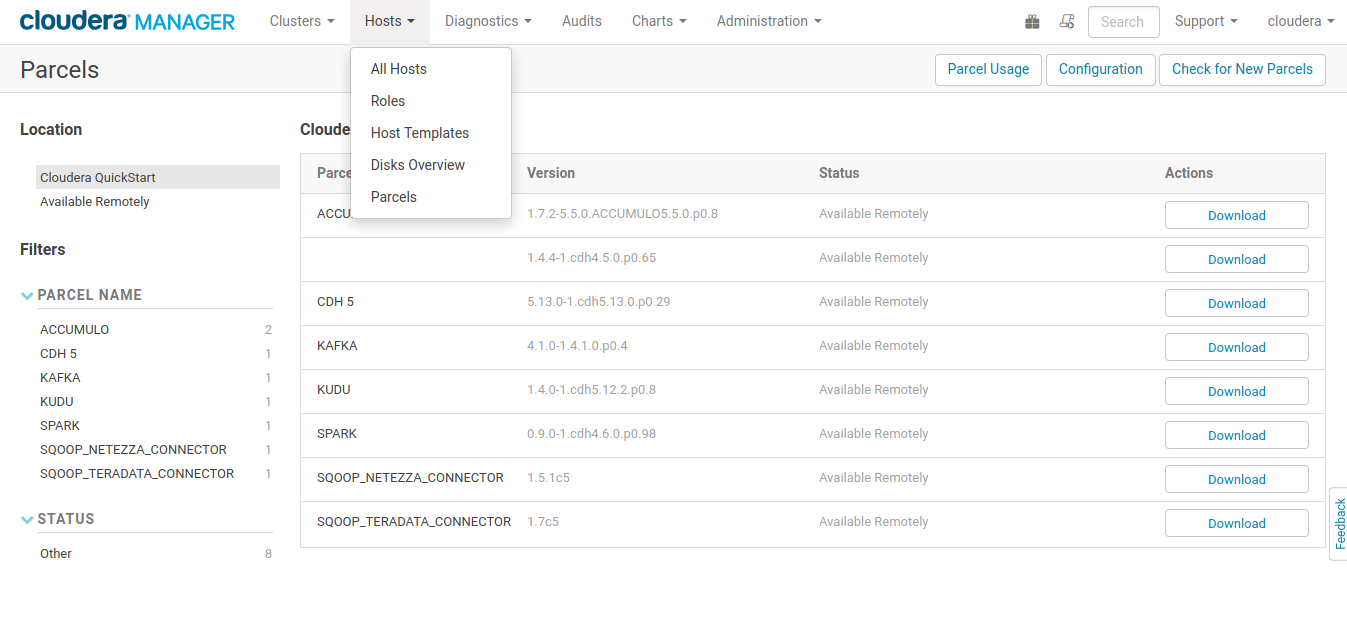 cloudera MANAGER Clusters Hosts Diagnostics Audits Charts Administration Search Support cloudera
All Hosts
Roles
Host Templates
Disks Overview
Parcels
Parcels Parcel Usage Configuration Check for New Parcels
Location
Cloudera QuickStart
Available Remotely
Filters
PARCEL NAME
ACCUMULO 2
CDH 5 1
KAFKA 1
KUDU 1
SPARK 1
SQOOP_NETEZZA_CONNECTOR 1
SQOOP_TERADATA_CONNECTOR 1
STATUS
Other 8
Version Status Actions
1.7.2-5.5.0.ACCUMULO5.5.0.p0.8 Available Remotely Download
1.4.4-1.cdh4.5.0.p0.65 Available Remotely Download
CDH 5 5.13.0-1.cdh5.13.0.p0.29 Available Remotely Download
KAFKA 4.1.0-1.4.1.0.p0.4 Available Remotely Download
KUDU 1.4.0-1.cdh5.12.2.p0.8 Available Remotely Download
SPARK 0.9.0-1.cdh4.6.0.p0.98 Available Remotely Download
SQOOP_NETEZZA_CONNECTOR 1.5.1c5 Available Remotely Download
SQOOP_TERADATA_CONNECTOR 1.7c5 Available Remotely Download
Feedback